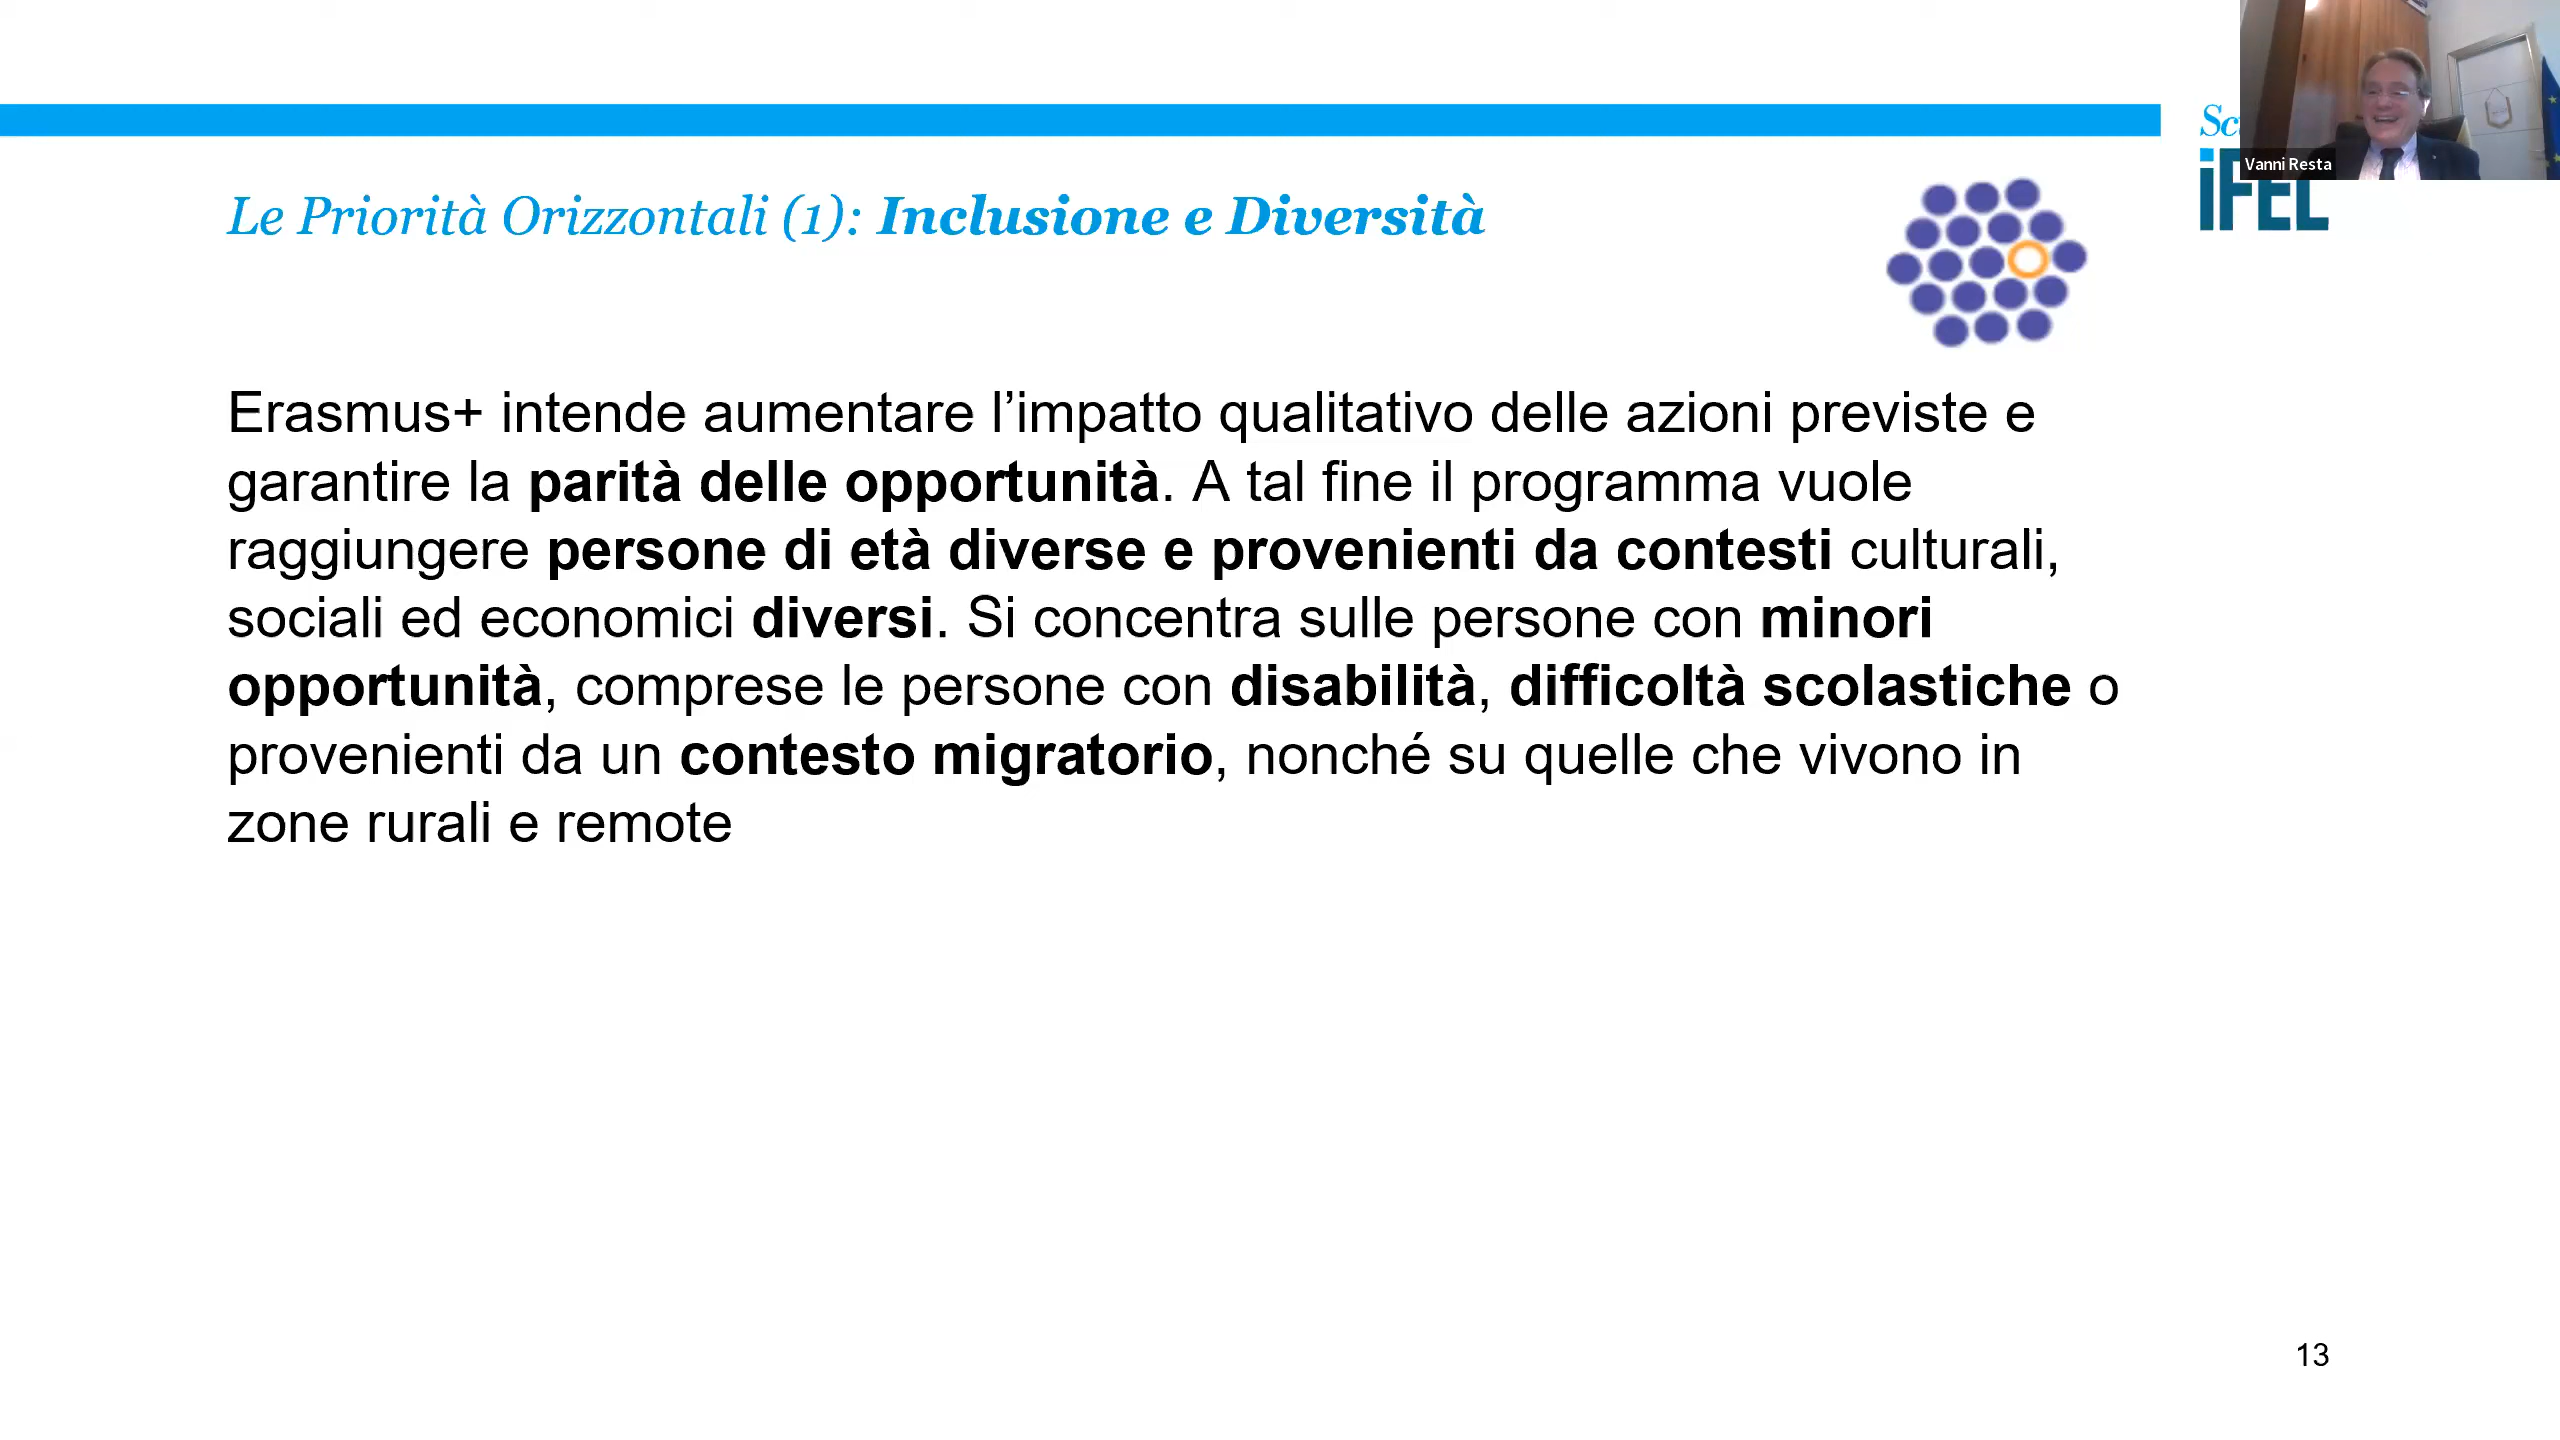 Vanni Resta
iFEL
Le Priorità Orizzontali (1): Inclusione e Diversità
Erasmus+ intende aumentare l’impatto qualitativo delle azioni previste e
garantire la parità delle opportunità. A tal fine il programma vuole
raggiungere persone di età diverse e provenienti da contesti culturali,
sociali ed economici diversi. Si concentra sulle persone con minori
opportunità, comprese le persone con disabilità, difficoltà scolastiche o
provenienti da un contesto migratorio, nonché su quelle che vivono in
zone rurali e remote
13